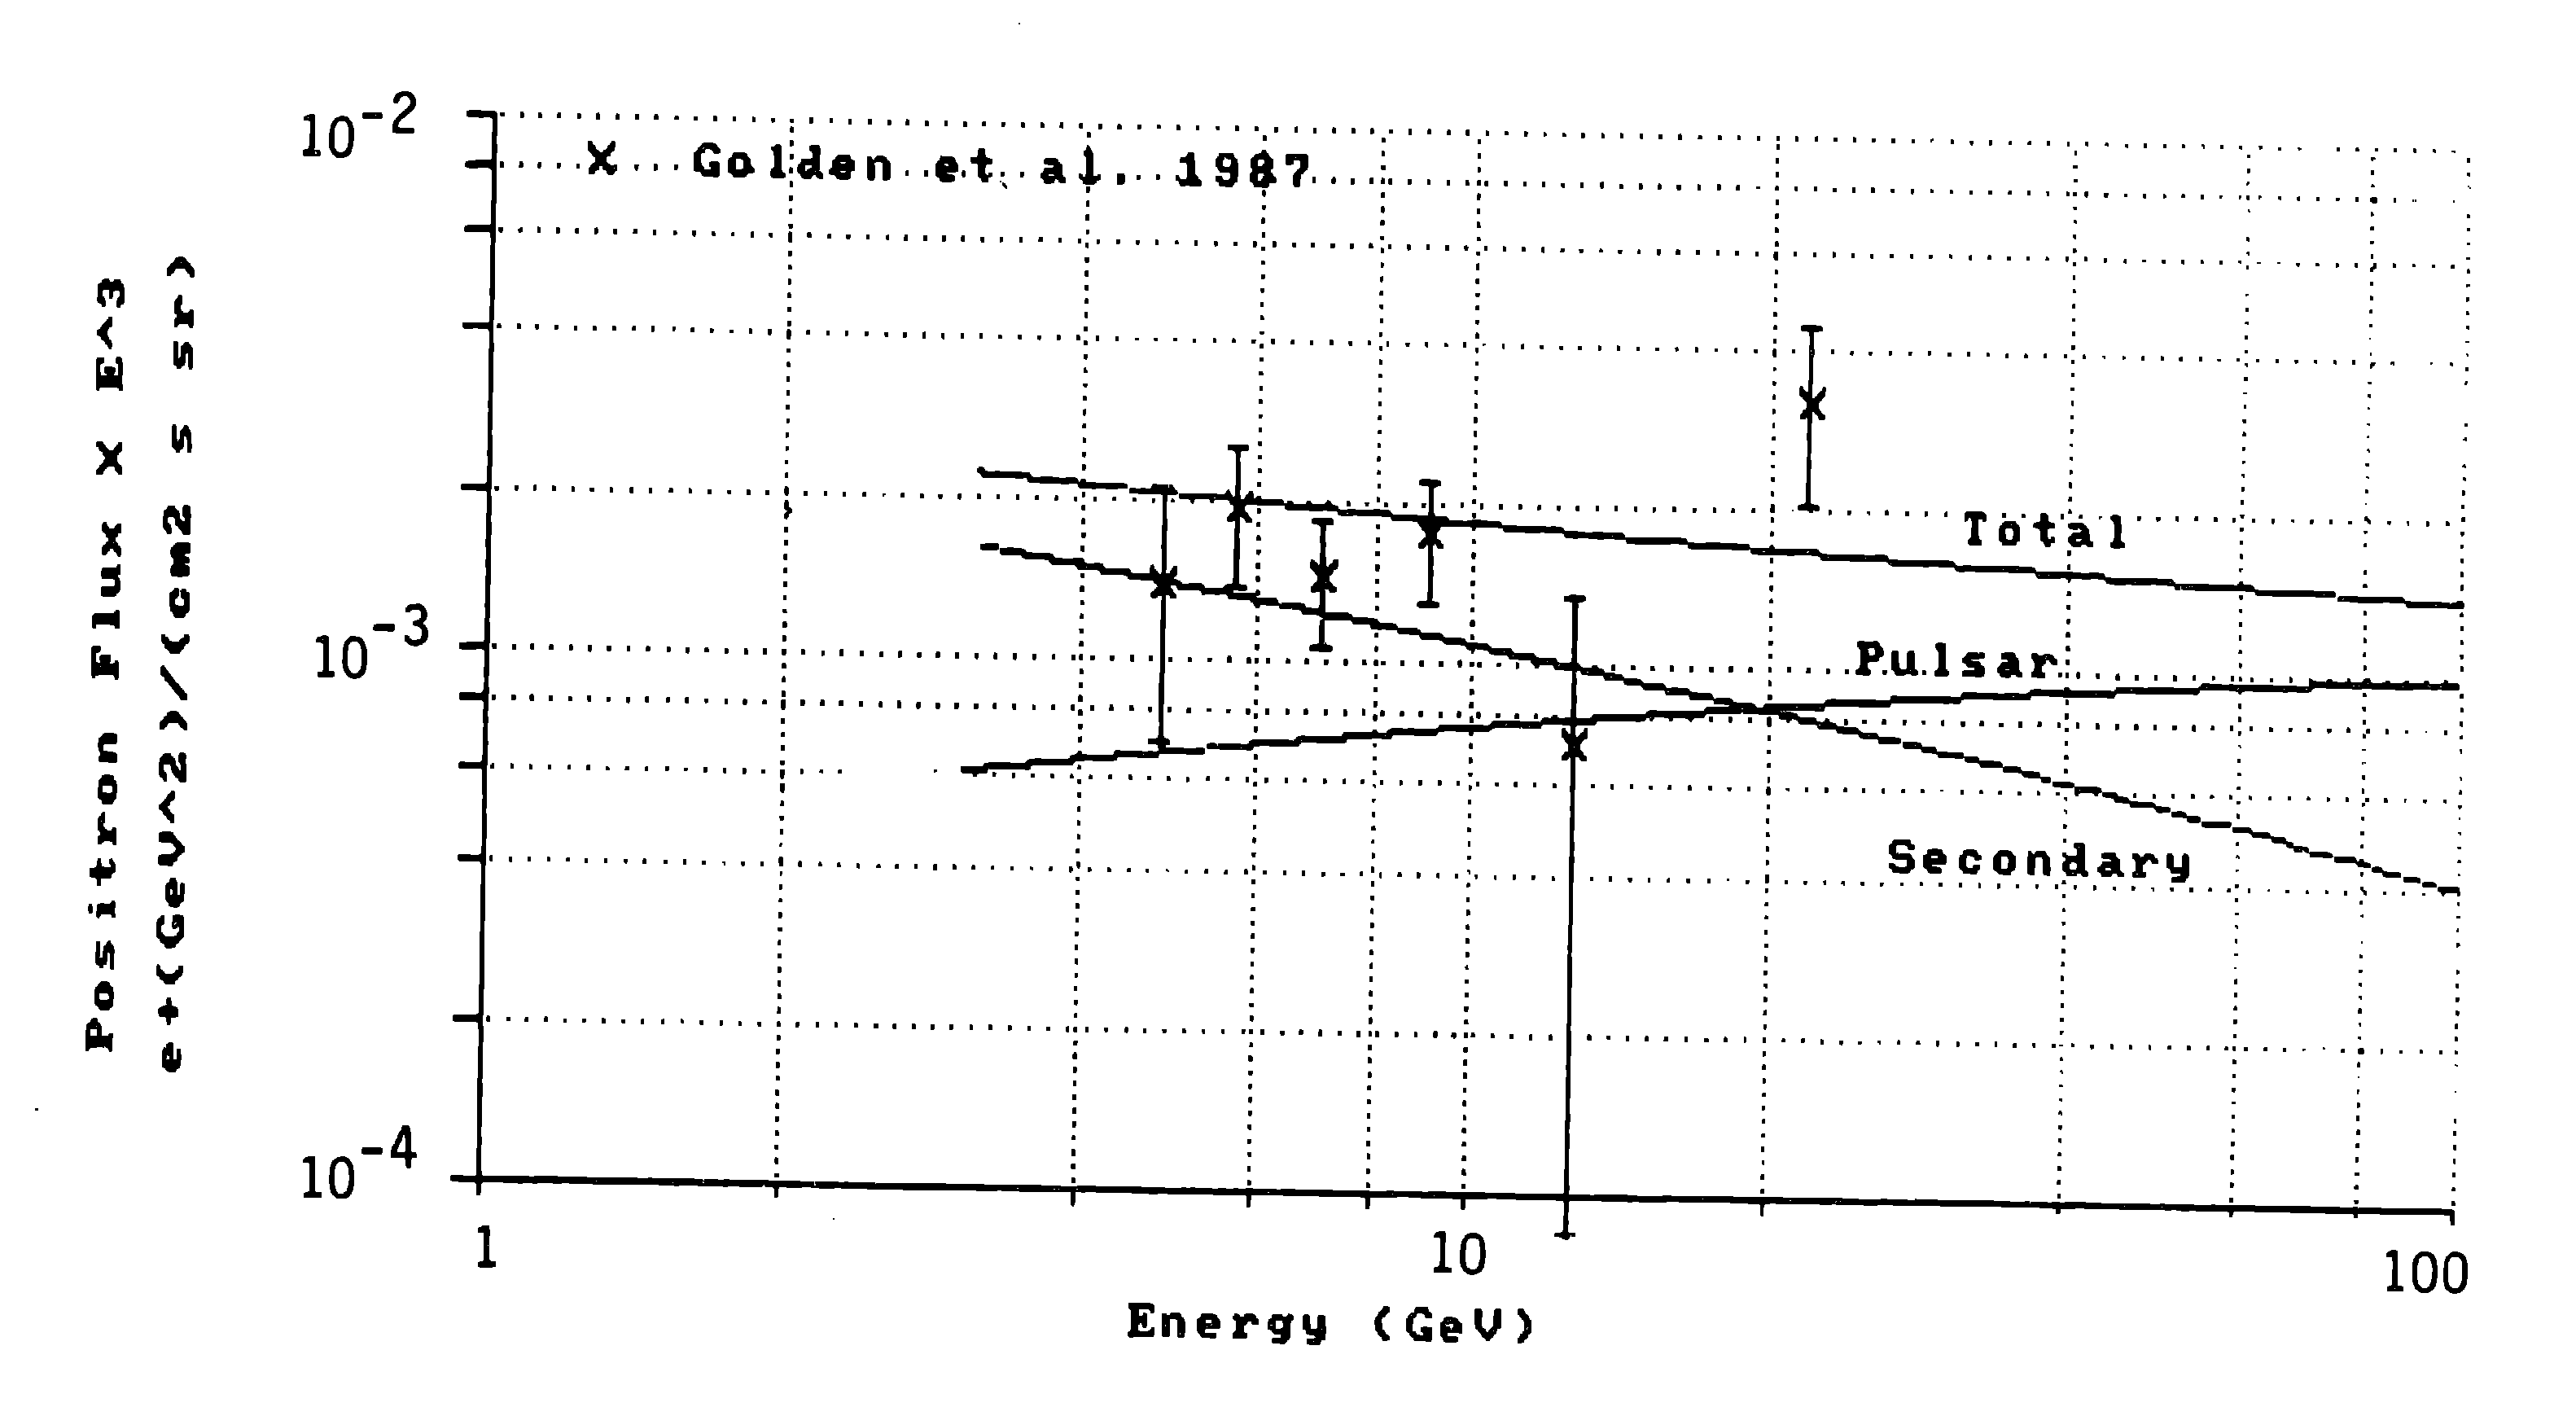 10^-2
x Golden et al. 1987
Positron Flux X E^3
e+(GeV^2)/(cm2 s sr)
Total
10^-3
Pulsar
Secondary
10^-4
1 10 100
Energy (GeV)